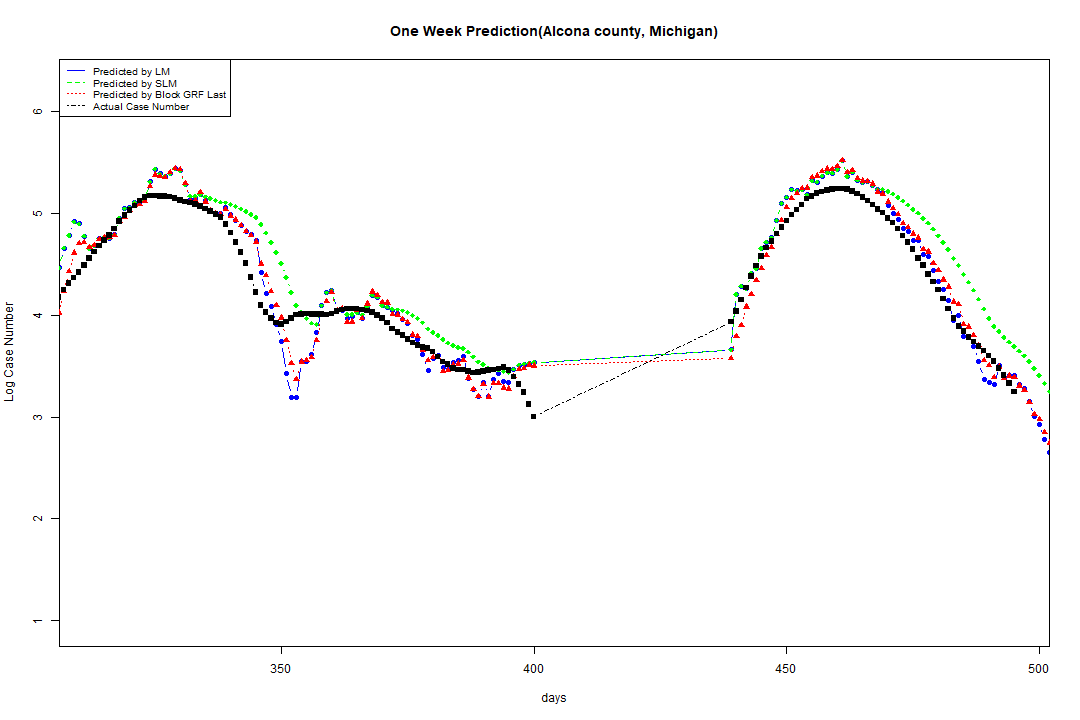 One Week Prediction(Alcona county, Michigan)
Predicted by LM
Predicted by SLM
Predicted by Block GRF Last
Actual Case Number
Log Case Number
6
5
4
3
2
1
350
400
450
500
days